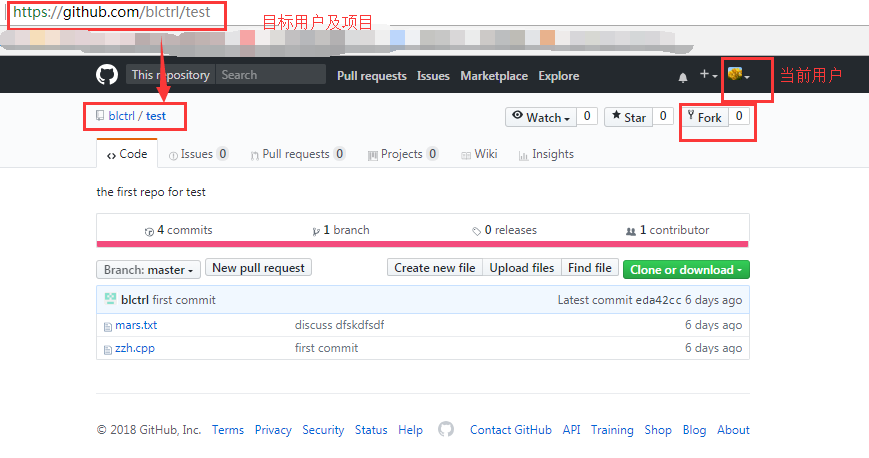 https://github.com/blctrl/test
目标用户及项目
This repository Search Pull requests Issues Marketplace Explore
当前用户
blctrl / test Watch 0 Star 0 Fork 0
Code Issues 0 Pull requests 0 Projects 0 Wiki Insights
the first repo for test
4 commits 1 branch 0 releases 1 contributor
Branch: master New pull request Create new file Upload files Find file Clone or download
blctrl first commit Latest commit eda42cc 6 days ago
mars.txt discuss dfskdfsdf 6 days ago
zzh.cpp first commit 6 days ago
© 2018 GitHub, Inc. Terms Privacy Security Status Help Contact GitHub API Training Shop Blog About